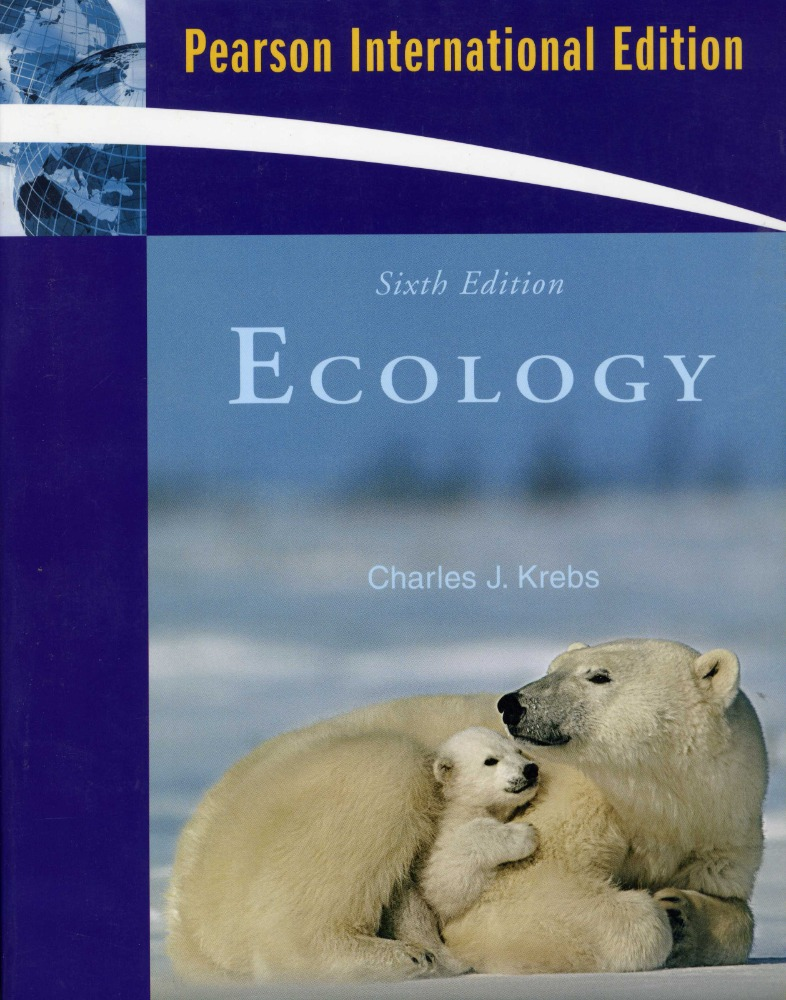 Pearson International Edition
Sixth Edition
ECOLOGY
Charles J. Krebs